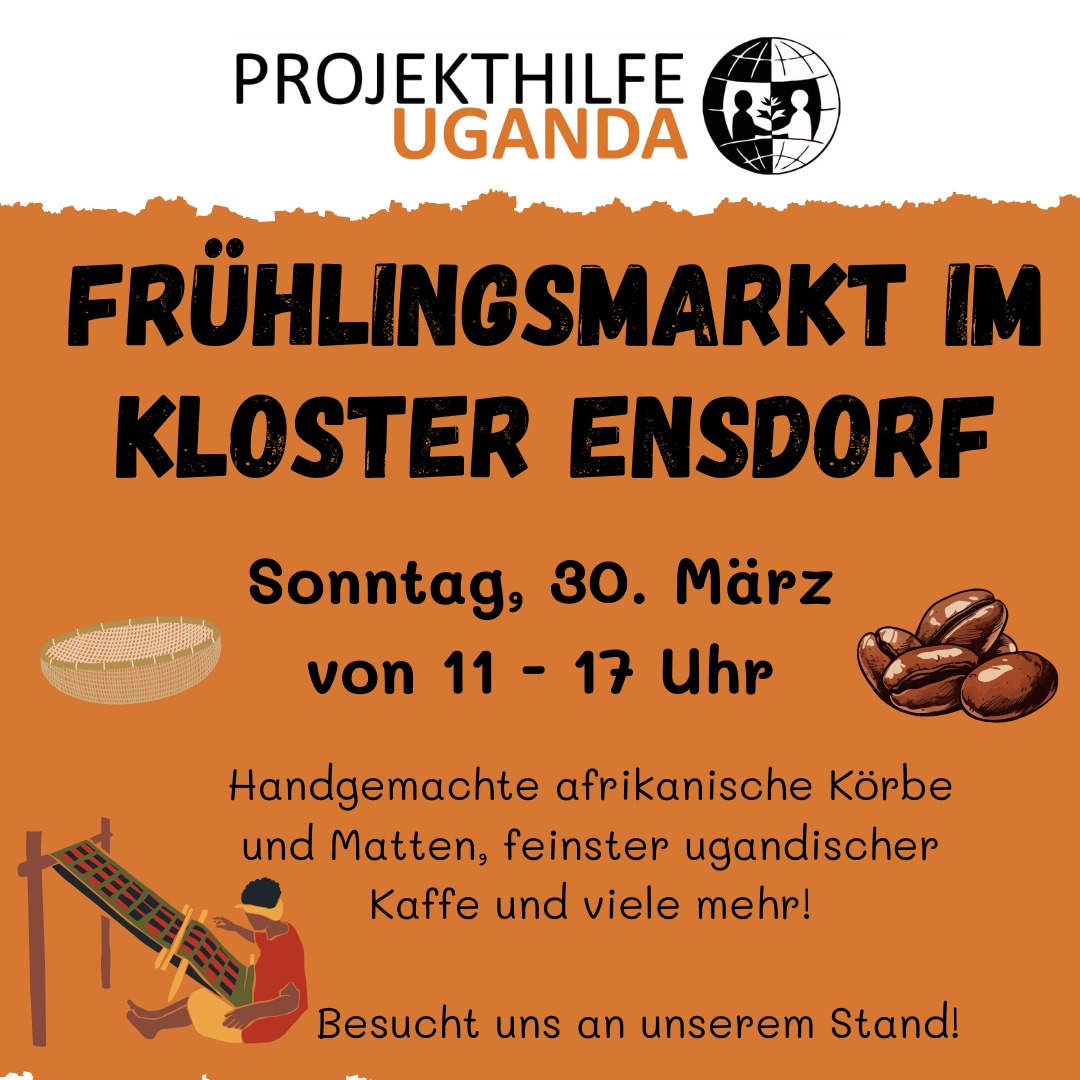 PROJEKTHILFE
UGANDA
FRÜHLINGSMARKT IM
KLOSTER ENSDORF
Sonntag, 30. März
von 11 - 17 Uhr
Handgemachte afrikanische Körbe
und Matten, feinster ugandischer
Kaffe und viele mehr!
Besucht uns an unserem Stand!